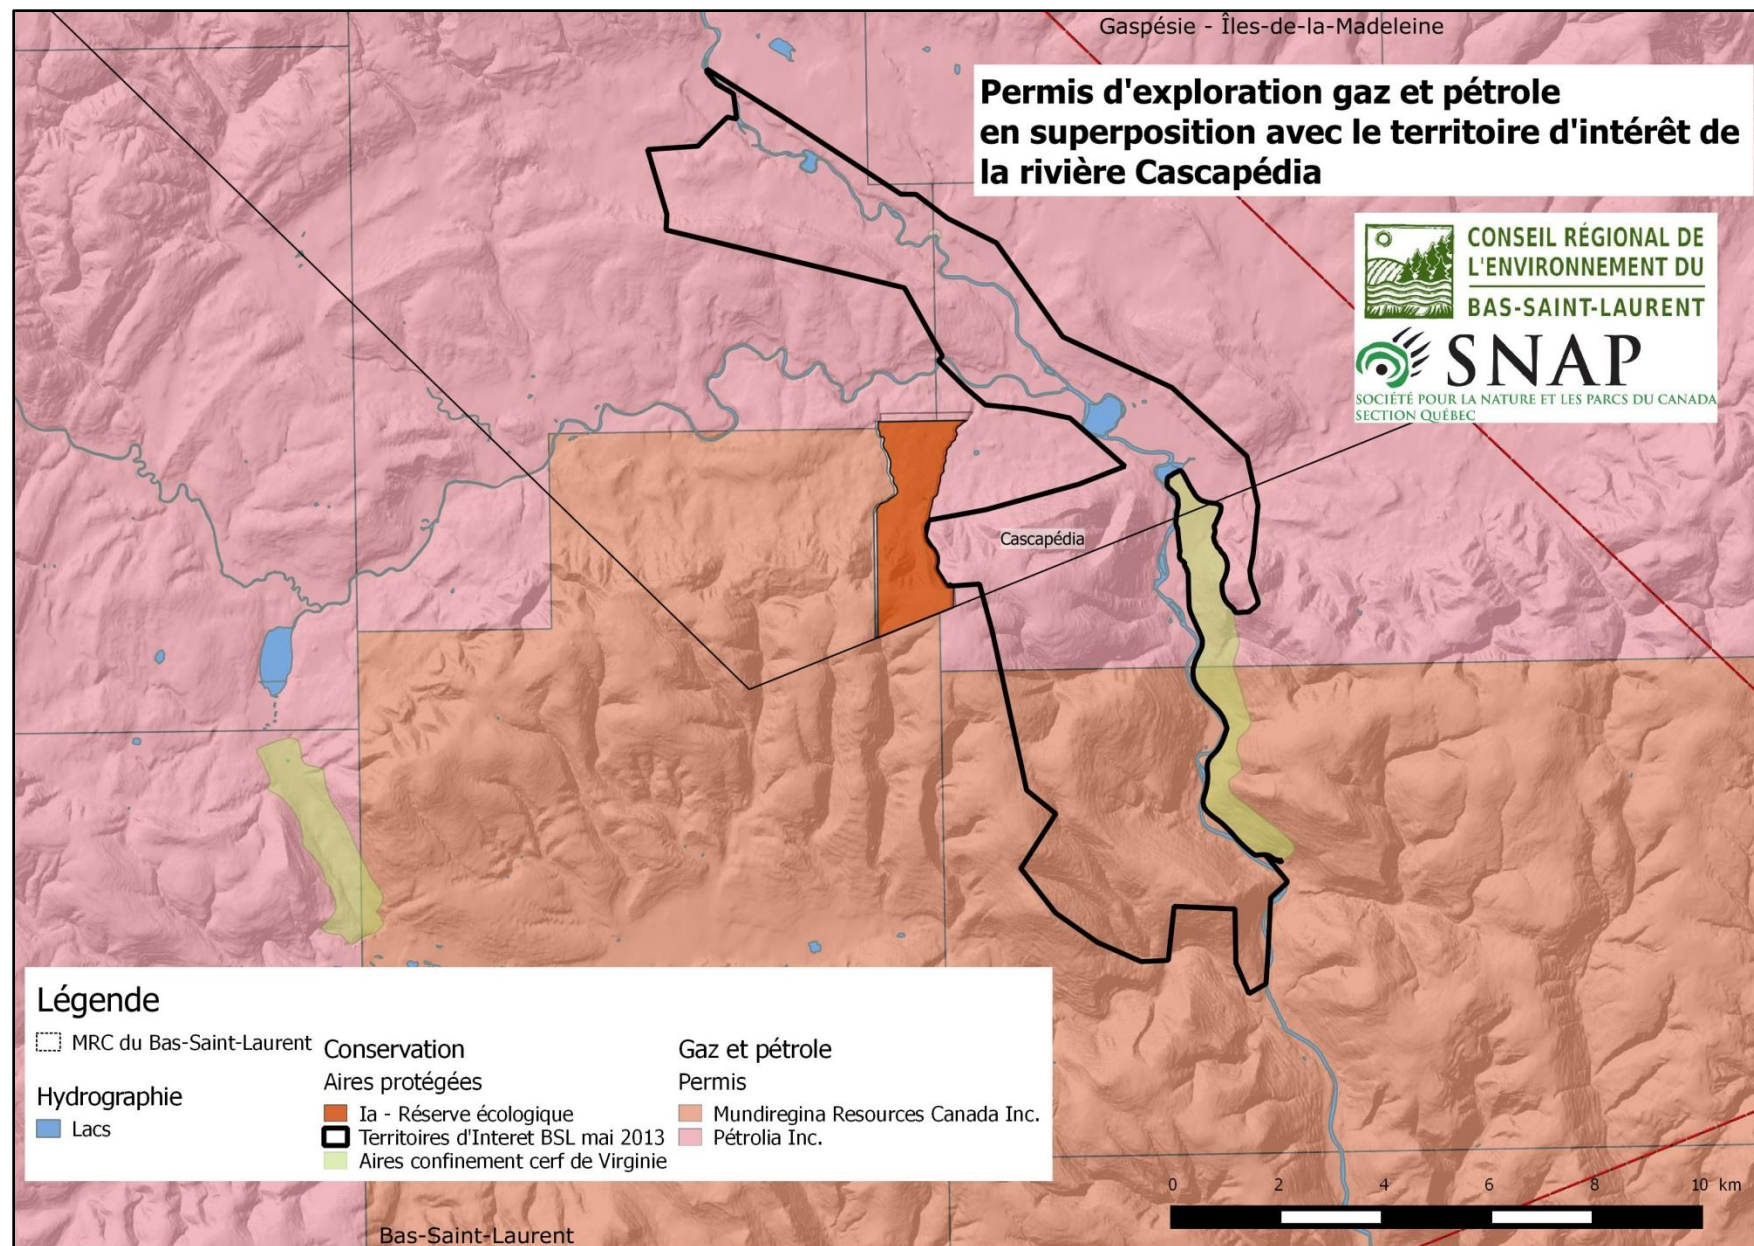 Gaspésie - Îles-de-la-Madeleine
Permis d'exploration gaz et pétrole
en superposition avec le territoire d'intérêt de
la rivière Cascapédia
CONSEIL RÉGIONAL DE
L'ENVIRONNEMENT DU
BAS-SAINT-LAURENT
SNAP
SOCIÉTÉ POUR LA NATURE ET LES PARCS DU CANADA
SECTION QUÉBEC
Cascapédia
Légende
MRC du Bas-Saint-Laurent
Hydrographie
Lacs
Conservation
Aires protégées
Ia - Réserve écologique
Territoires d'Interet BSL mai 2013
Aires confinement cerf de Virginie
Gaz et pétrole
Permis
Mundiregina Resources Canada Inc.
Pétrolia Inc.
0 2 4 6 8 10 km
Bas-Saint-Laurent